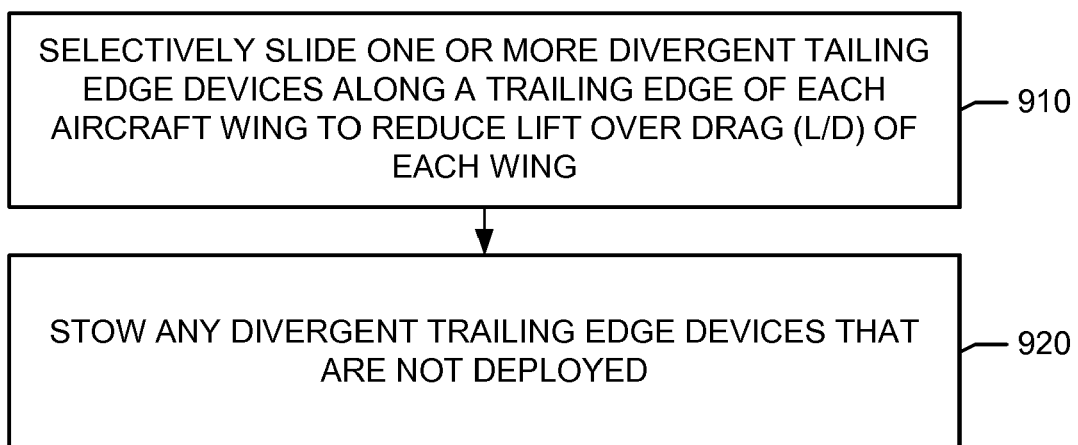 SELECTIVELY SLIDE ONE OR MORE DIVERGENT TAILING
EDGE DEVICES ALONG A TRAILING EDGE OF EACH
AIRCRAFT WING TO REDUCE LIFT OVER DRAG (L/D) OF
EACH WING
910
STOW ANY DIVERGENT TRAILING EDGE DEVICES THAT
ARE NOT DEPLOYED
920